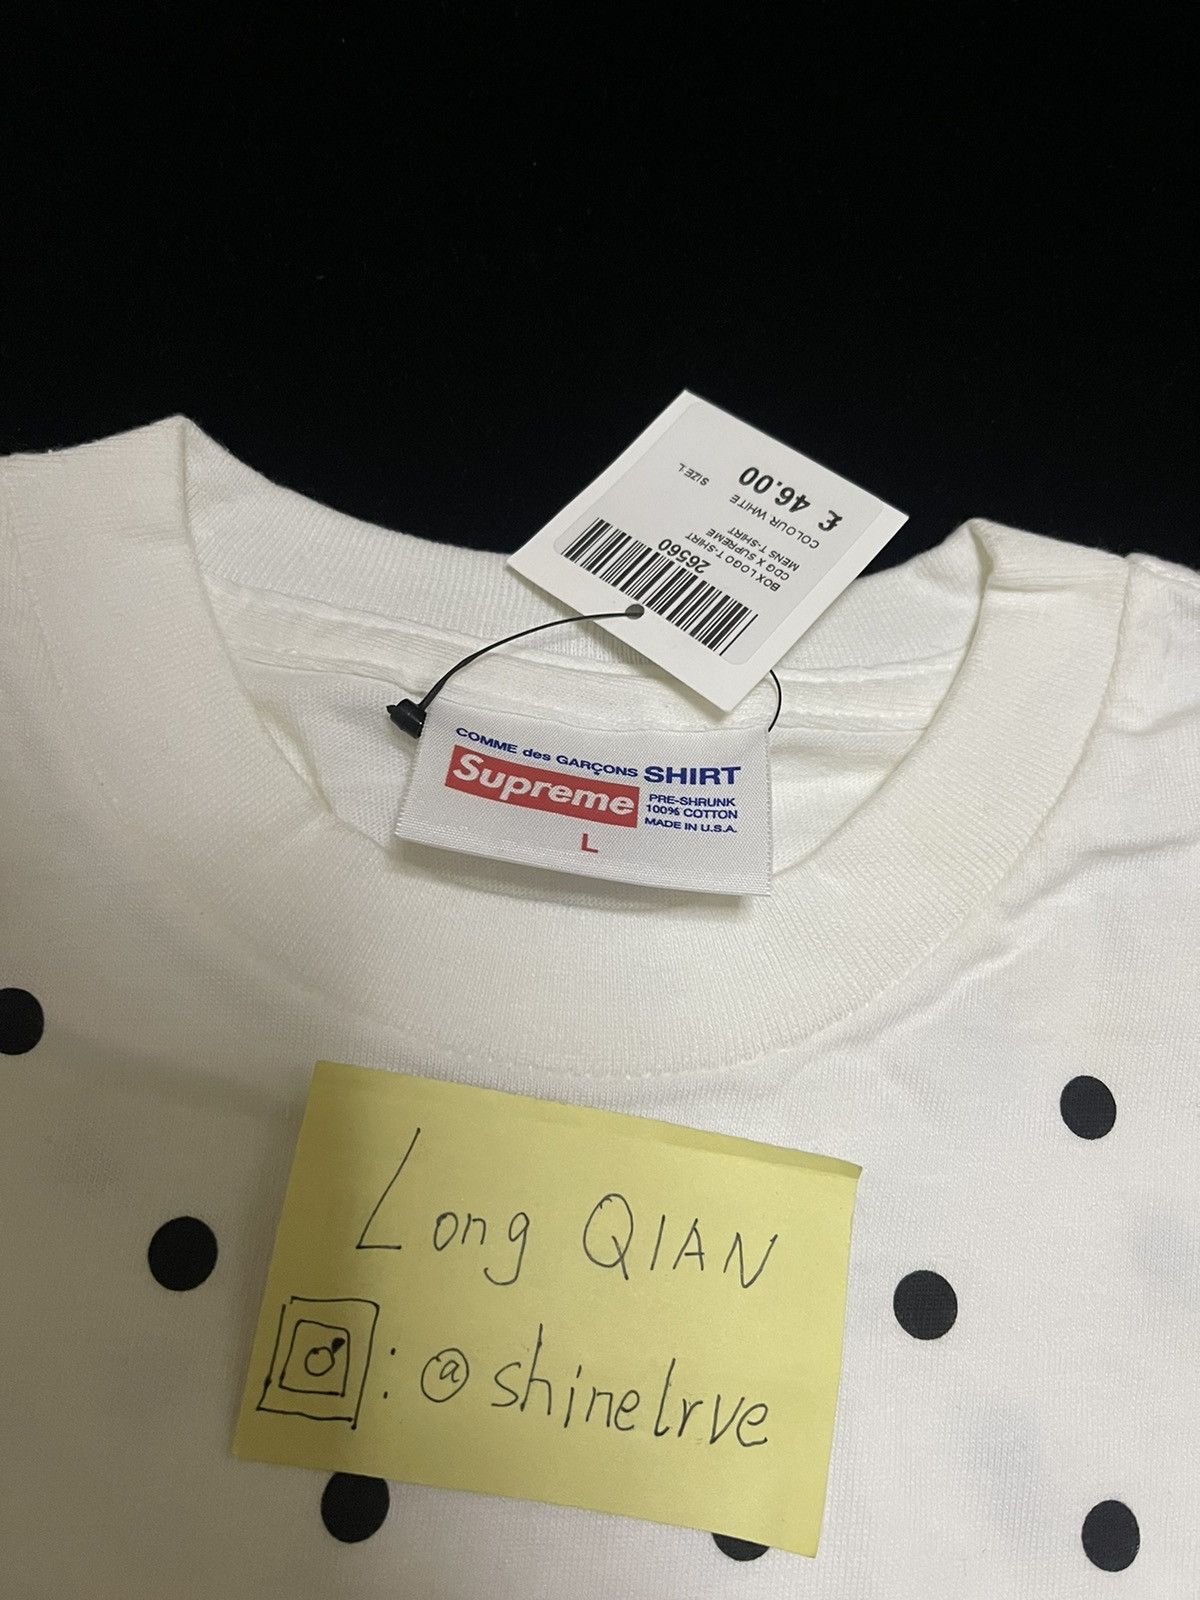 BOX LOGO T-SHIRT
CDG X SUPREME
MENS T-SHIRT
COLOUR WHITE
SIZE L
£ 46.00
26560
COMME des GARÇONS SHIRT
Supreme
PRE-SHRUNK
100% COTTON
MADE IN U.S.A.
L
Long QIAN
: @shinelrve